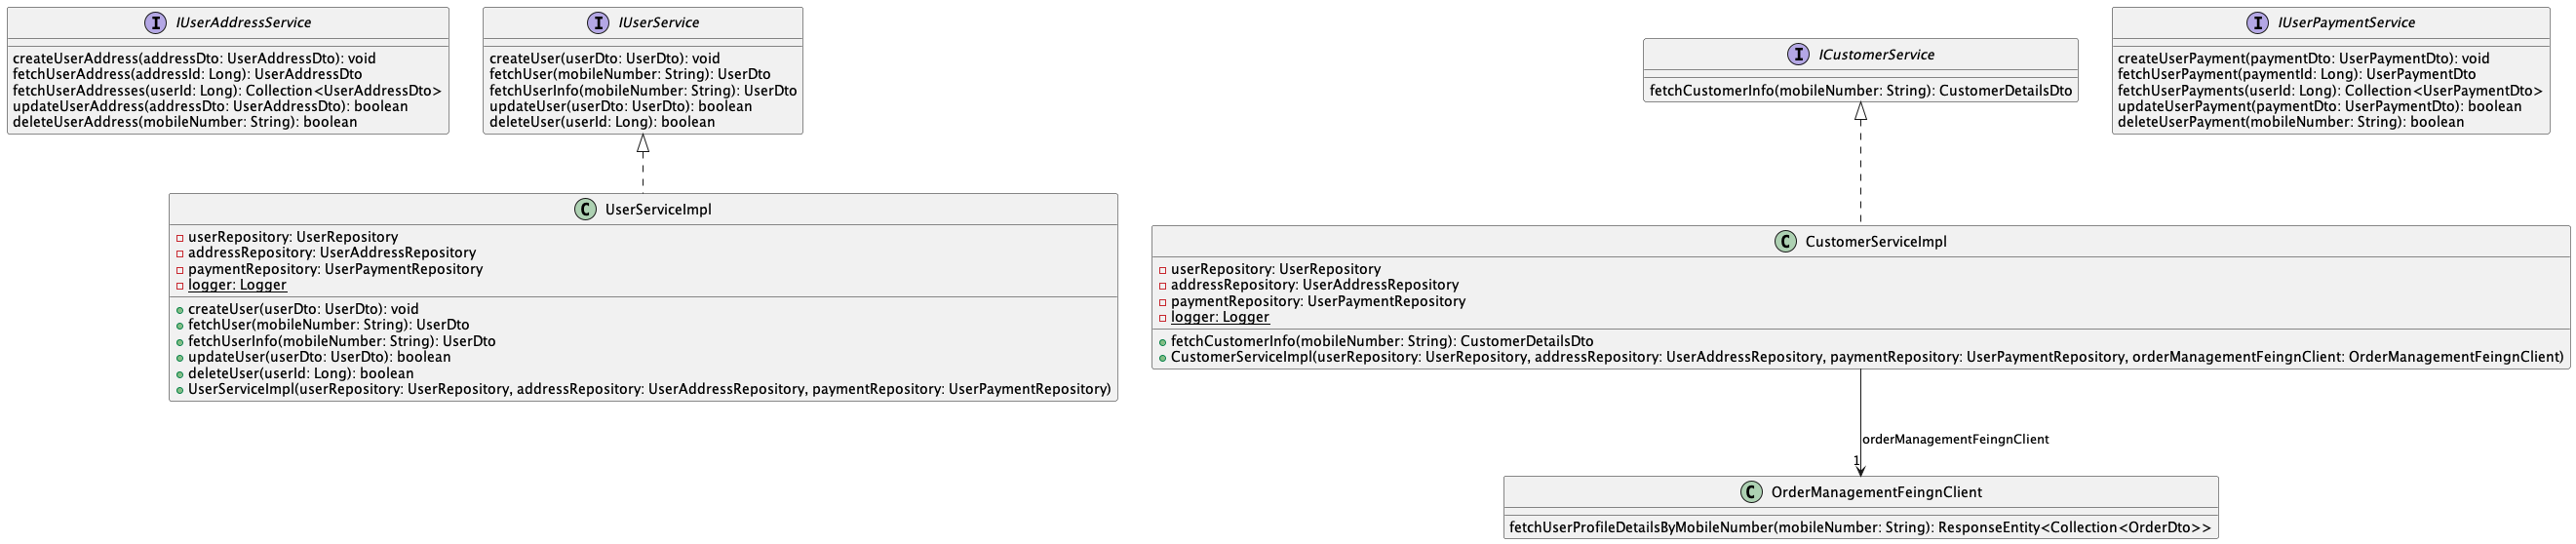 I IUserAddressService
createUserAddress(addressDto: UserAddressDto): void
fetchUserAddress(addressId: Long): UserAddressDto
fetchUserAddresses(userId: Long): Collection<UserAddressDto>
updateUserAddress(addressDto: UserAddressDto): boolean
deleteUserAddress(mobileNumber: String): boolean
I IUserService
createUser(userDto: UserDto): void
fetchUser(mobileNumber: String): UserDto
fetchUserInfo(mobileNumber: String): UserDto
updateUser(userDto: UserDto): boolean
deleteUser(userId: Long): boolean
I ICustomerService
fetchCustomerInfo(mobileNumber: String): CustomerDetailsDto
I IUserPaymentService
createUserPayment(paymentDto: UserPaymentDto): void
fetchUserPayment(paymentId: Long): UserPaymentDto
fetchUserPayments(userId: Long): Collection<UserPaymentDto>
updateUserPayment(paymentDto: UserPaymentDto): boolean
deleteUserPayment(mobileNumber: String): boolean
C UserServiceImpl
userRepository: UserRepository
addressRepository: UserAddressRepository
paymentRepository: UserPaymentRepository
logger: Logger
createUser(userDto: UserDto): void
fetchUser(mobileNumber: String): UserDto
fetchUserInfo(mobileNumber: String): UserDto
updateUser(userDto: UserDto): boolean
deleteUser(userId: Long): boolean
UserServiceImpl(userRepository: UserRepository, addressRepository: UserAddressRepository, paymentRepository: UserPaymentRepository)
C CustomerServiceImpl
userRepository: UserRepository
addressRepository: UserAddressRepository
paymentRepository: UserPaymentRepository
logger: Logger
fetchCustomerInfo(mobileNumber: String): CustomerDetailsDto
CustomerServiceImpl(userRepository: UserRepository, addressRepository: UserAddressRepository, paymentRepository: UserPaymentRepository, orderManagementFeingnClient: OrderManagementFeingnClient)
orderManagementFeingnClient
1
C OrderManagementFeingnClient
fetchUserProfileDetailsByMobileNumber(mobileNumber: String): ResponseEntity<Collection<OrderDto>>